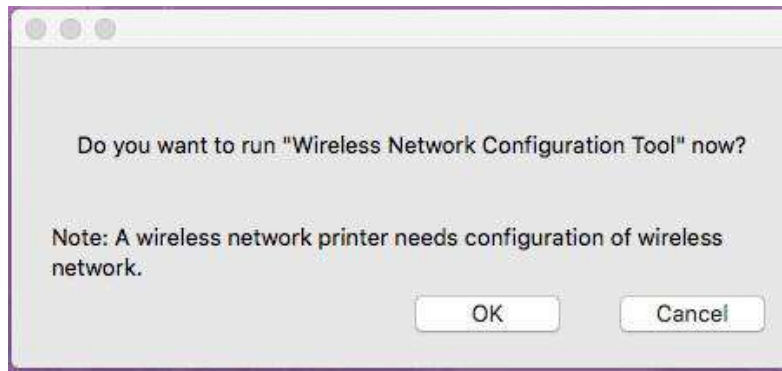 Do you want to run "Wireless Network Configuration Tool" now?
Note: A wireless network printer needs configuration of wireless
network.
OK
Cancel